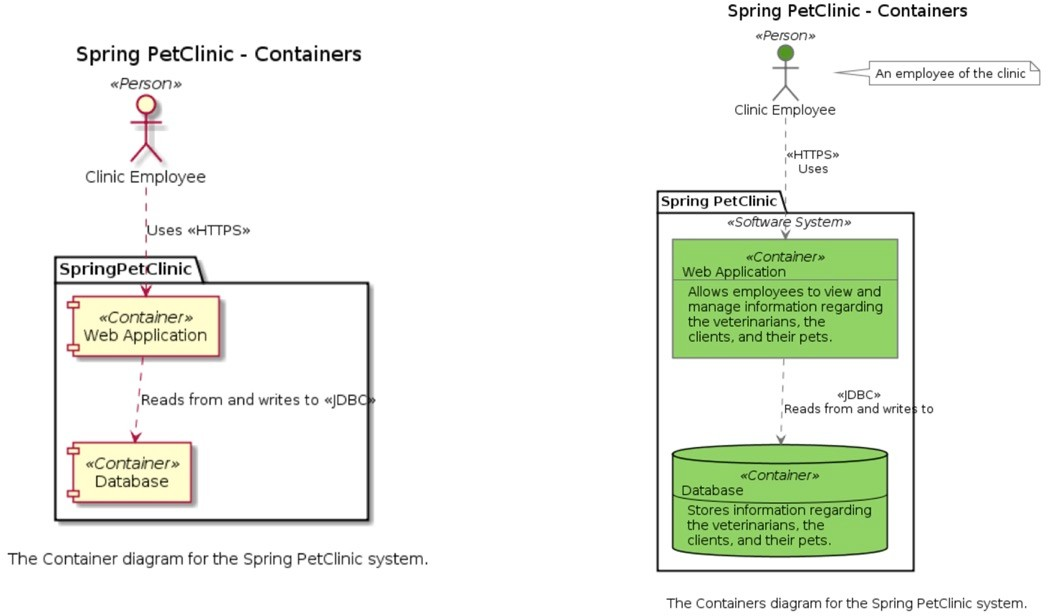 Spring PetClinic - Containers
«Person»
Clinic Employee
Uses «HTTPS»
SpringPetClinic
«Container»
Web Application
Reads from and writes to «JDBC»
«Container»
Database
The Container diagram for the Spring PetClinic system.
Spring PetClinic - Containers
«Person»
An employee of the clinic
Clinic Employee
«HTTPS»
Uses
Spring PetClinic
«Software System»
«Container»
Web Application
Allows employees to view and
manage information regarding
the veterinarians, the
clients, and their pets.
«JDBC»
Reads from and writes to
«Container»
Database
Stores information regarding
the veterinarians, the
clients, and their pets.
The Containers diagram for the Spring PetClinic system.